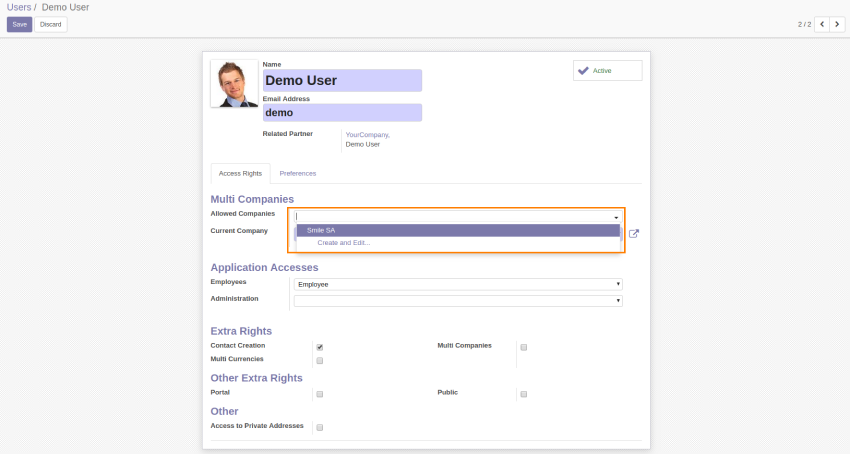 Users / Demo User
Save Discard 2 / 2
Name
Demo User
Active
Email Address
demo
Related Partner YourCompany,
Demo User
Access Rights Preferences
Multi Companies
Allowed Companies
Smile SA
Current Company
Create and Edit...
Application Accesses
Employees Employee
Administration
Extra Rights
Contact Creation Multi Companies
Multi Currencies
Other Extra Rights
Portal Public
Other
Access to Private Addresses